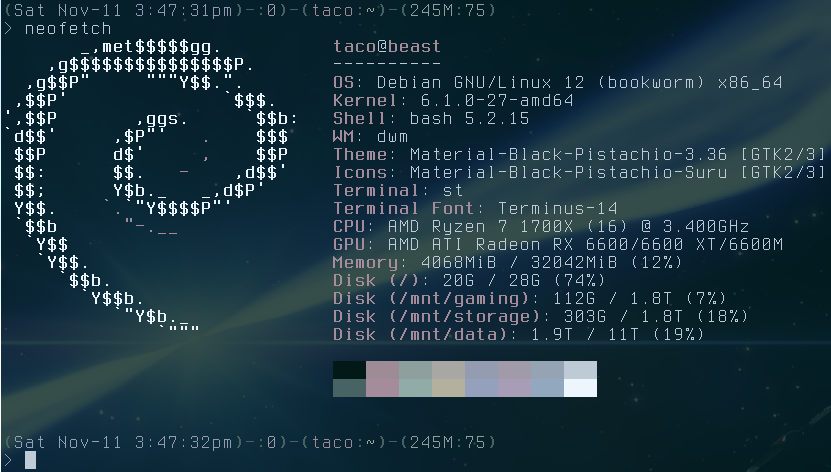 (Sat Nov-11 3:47:31pm)-:0)-(taco:~)-(245M:75)
> neofetch
taco@beast
----------
OS: Debian GNU/Linux 12 (bookworm) x86_64
Kernel: 6.1.0-27-amd64
Shell: bash 5.2.15
WM: dwm
Theme: Material-Black-Pistachio-3.36 [GTK2/3]
Icons: Material-Black-Pistachio-Suru [GTK2/3]
Terminal: st
Terminal Font: Terminus-14
CPU: AMD Ryzen 7 1700X (16) @ 3.400GHz
GPU: AMD ATI Radeon RX 6600/6600 XT/6600M
Memory: 4068MiB / 32042MiB (12%)
Disk (/): 20G / 28G (74%)
Disk (/mnt/gaming): 112G / 1.8T (7%)
Disk (/mnt/storage): 303G / 1.8T (18%)
Disk (/mnt/data): 1.9T / 11T (19%)
(Sat Nov-11 3:47:32pm)-:0)-(taco:~)-(245M:75)
>